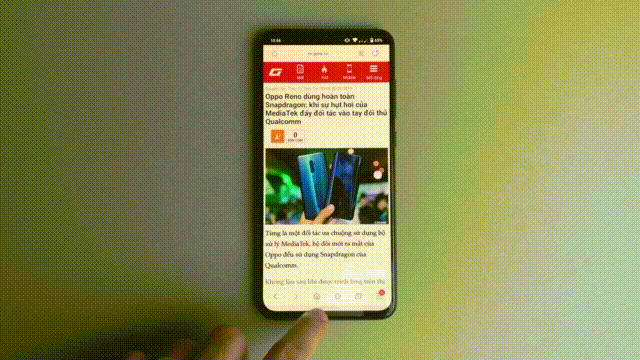 Oppo Reno dùng hoàn toàn
Snapdragon: khi sự hụt hơi của
MediaTek đẩy đối tác vào tay đối thủ
Qualcomm
0
Từng là một đối tác ưa chuộng sử dụng bộ
xử lý MediaTek, bộ đôi mới ra mắt của
Oppo đều sử dụng Snapdragon của
Qualcomm.
Không lâu sau khi được trình làng trên thị